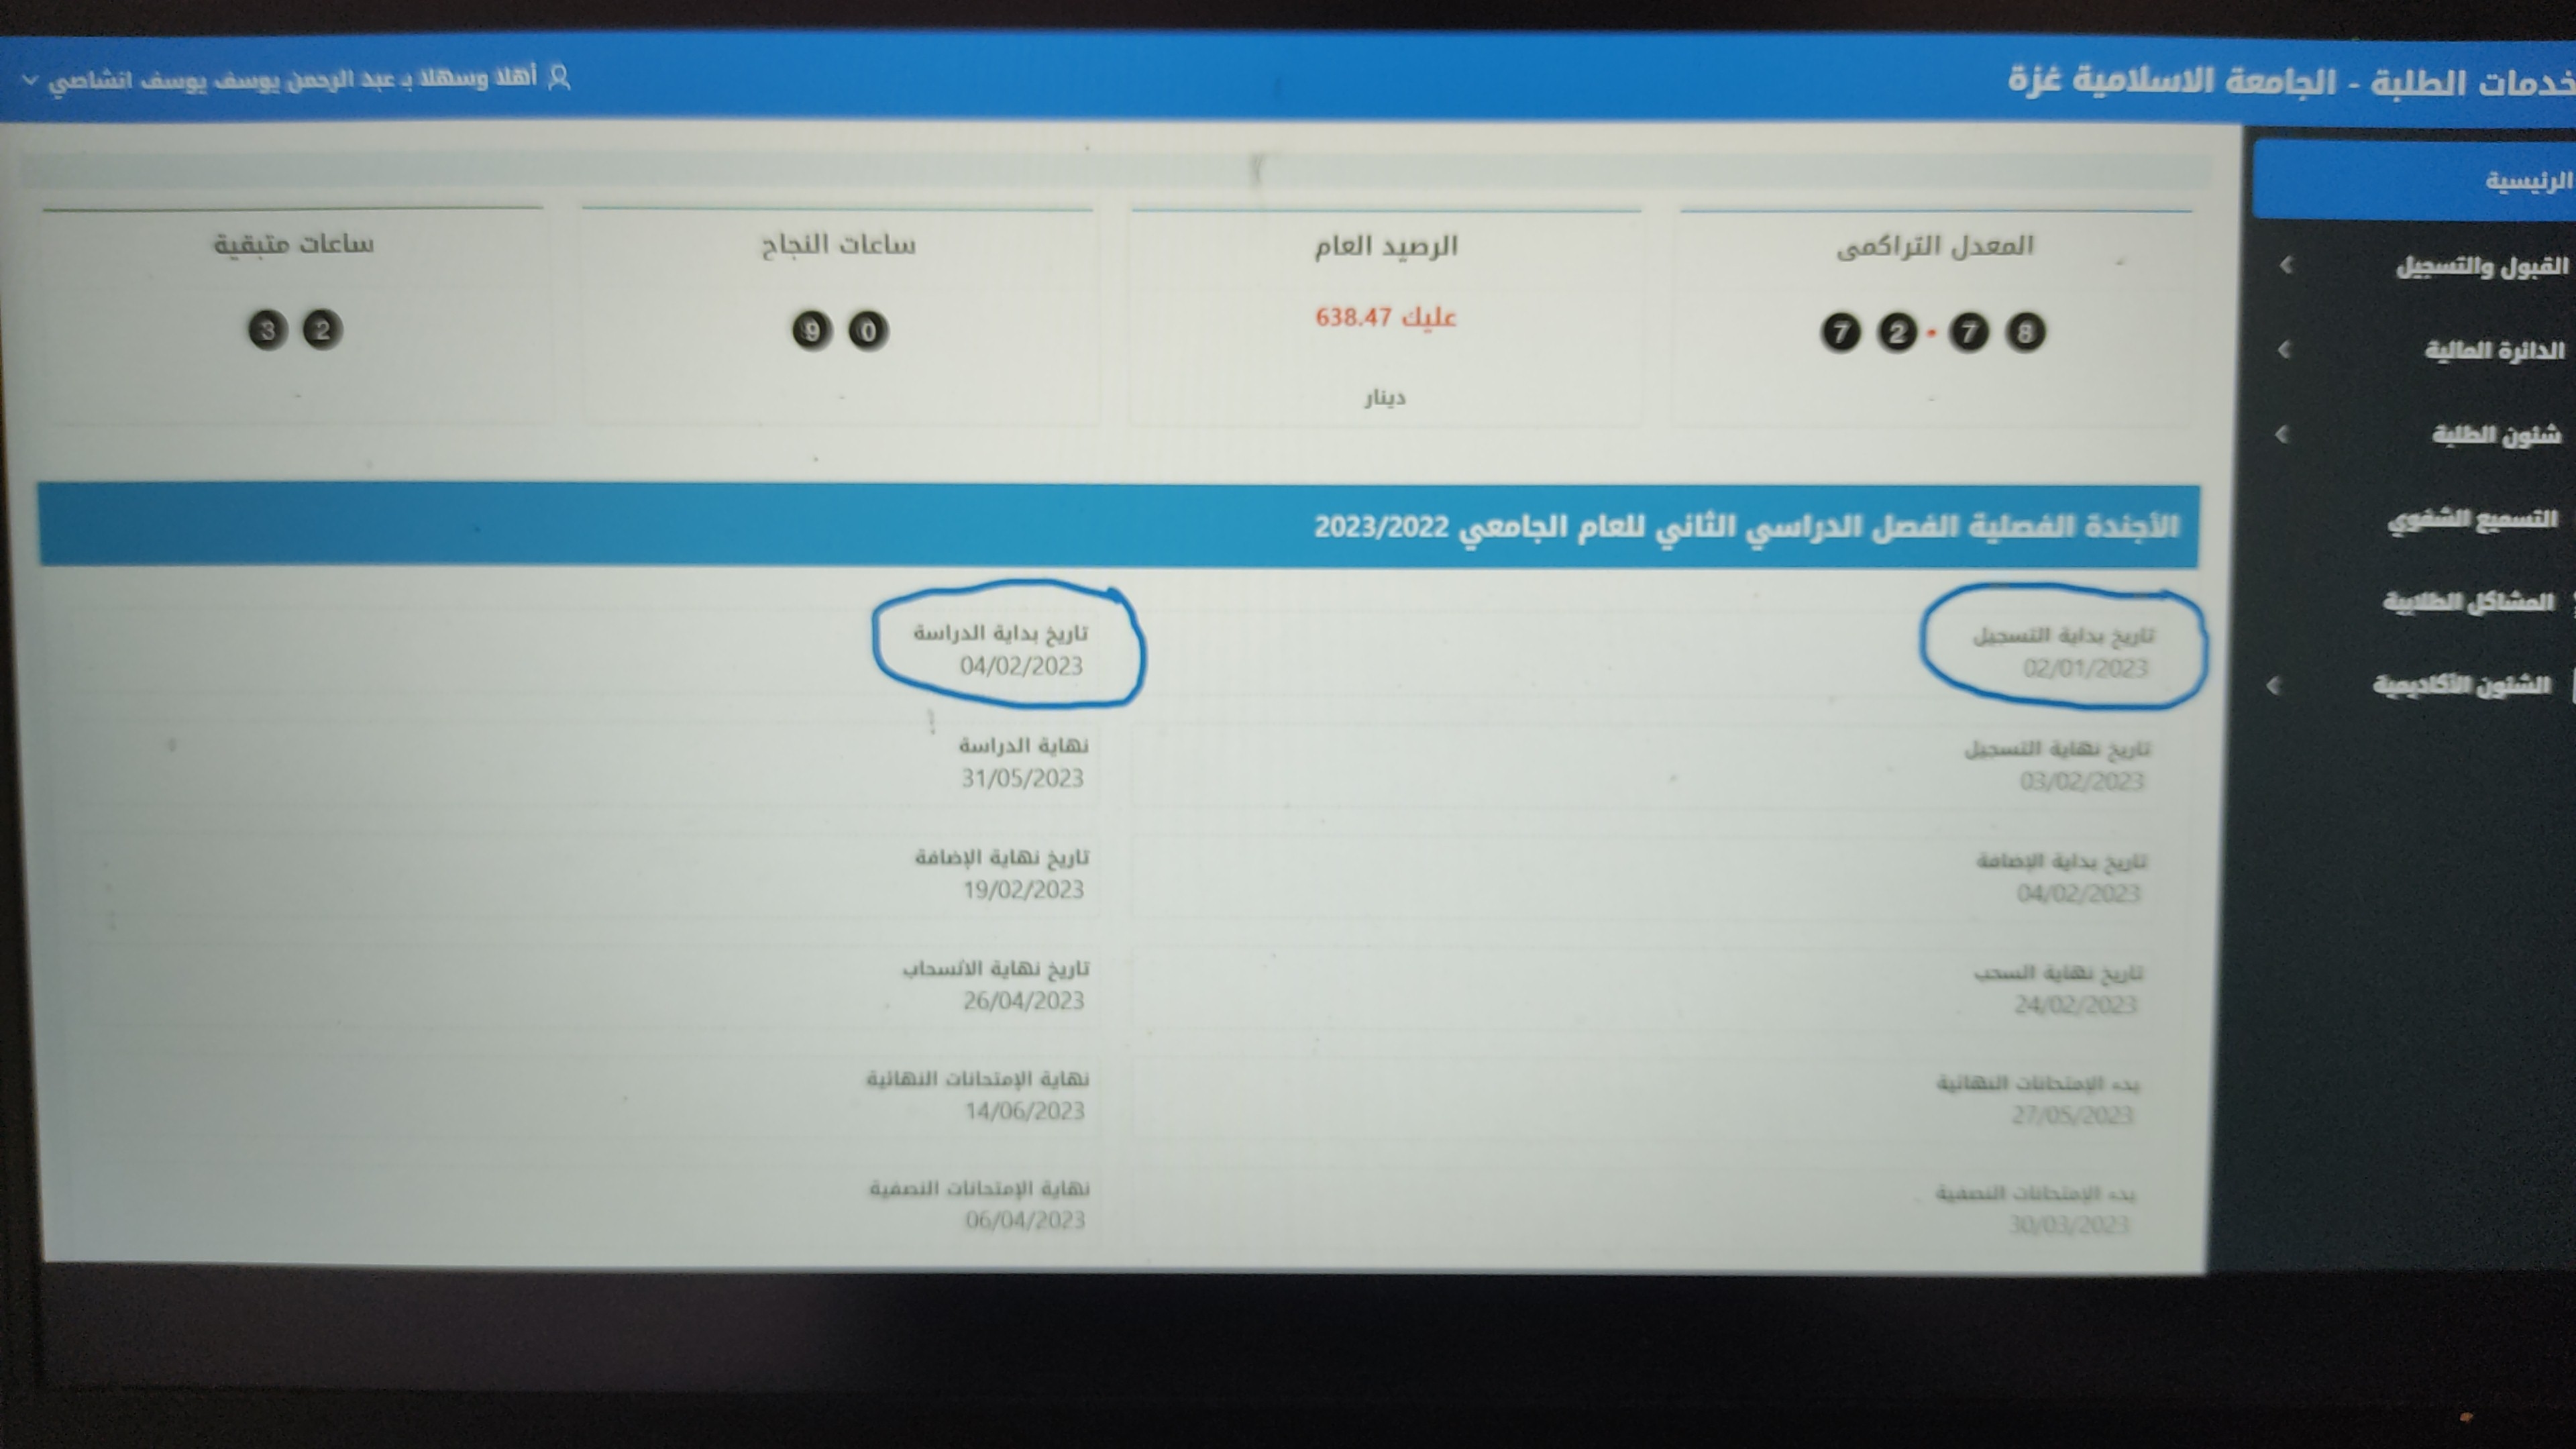 خدمات الطلبة - الجامعة الاسلامية غزة
أهلا وسهلا بـ عبد الرحمن يوسف يوسف انشاصي
الرئيسية
القبول والتسجيل
الدائرة المالية
شئون الطلبة
التسميع الشفوي
المشاكل الطلابية
الشئون الأكاديمية
المعدل التراكمى
72.78
الرصيد العام
عليك 638.47
دينار
ساعات النجاح
90
ساعات متبقية
32
الأجندة الفصلية الفصل الدراسي الثاني للعام الجامعي 2023/2022
تاريخ بداية التسجيل
02/01/2023
تاريخ بداية الدراسة
04/02/2023
تاريخ نهاية التسجيل
03/02/2023
نهاية الدراسة
31/05/2023
تاريخ بداية الإضافة
04/02/2023
تاريخ نهاية الإضافة
19/02/2023
تاريخ نهاية السحب
24/02/2023
تاريخ نهاية الانسحاب
26/04/2023
بدء الإمتحانات النهائية
27/05/2023
نهاية الإمتحانات النهائية
14/06/2023
بدء الإمتحانات النصفية
30/03/2023
نهاية الإمتحانات النصفية
06/04/2023